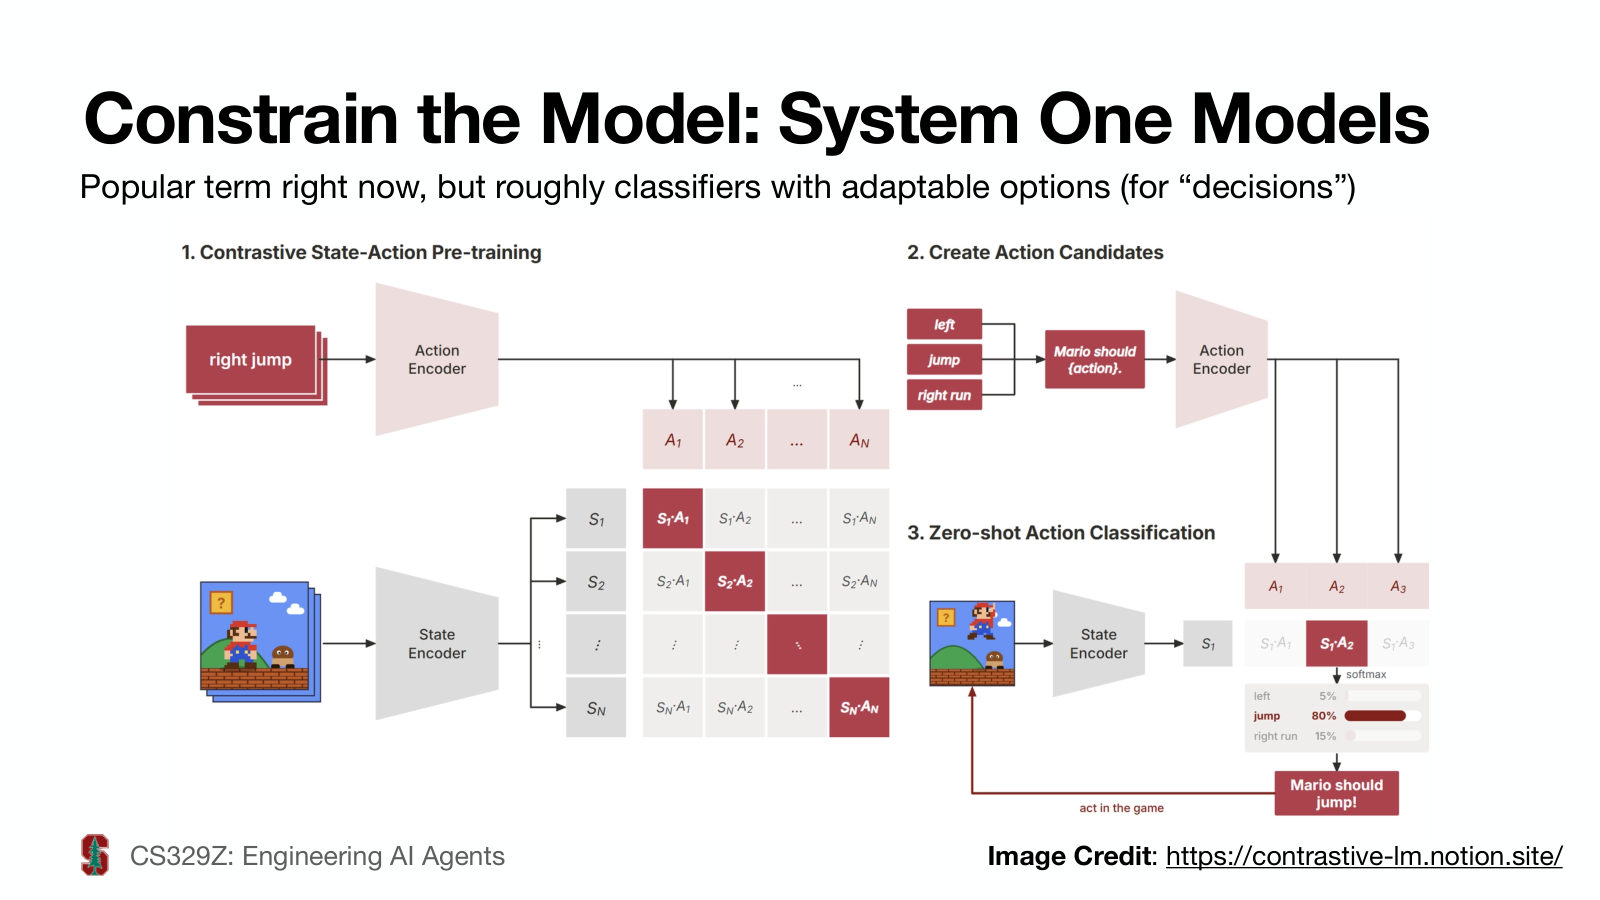 Constrain the Model: System One Models
Popular term right now, but roughly classifiers with adaptable options (for “decisions”)
1. Contrastive State-Action Pre-training
right jump
Action
Encoder
...
A1
A2
...
AN
?
State
Encoder
⋮
S1
S2
⋮
SN
S1·A1
S1·A2
...
S1·AN
S2·A1
S2·A2
...
S2·AN
⋮
⋮
⋱
⋮
SN·A1
SN·A2
...
SN·AN
2. Create Action Candidates
left
jump
right run
Mario should
{action}.
Action
Encoder
3. Zero-shot Action Classification
A1
A2
A3
?
State
Encoder
S1
S1·A1
S1·A2
S1·A3
softmax
left 5%
jump 80%
right run 15%
Mario should
jump!
act in the game
S
CS329Z: Engineering AI Agents
Image Credit: https://contrastive-lm.notion.site/